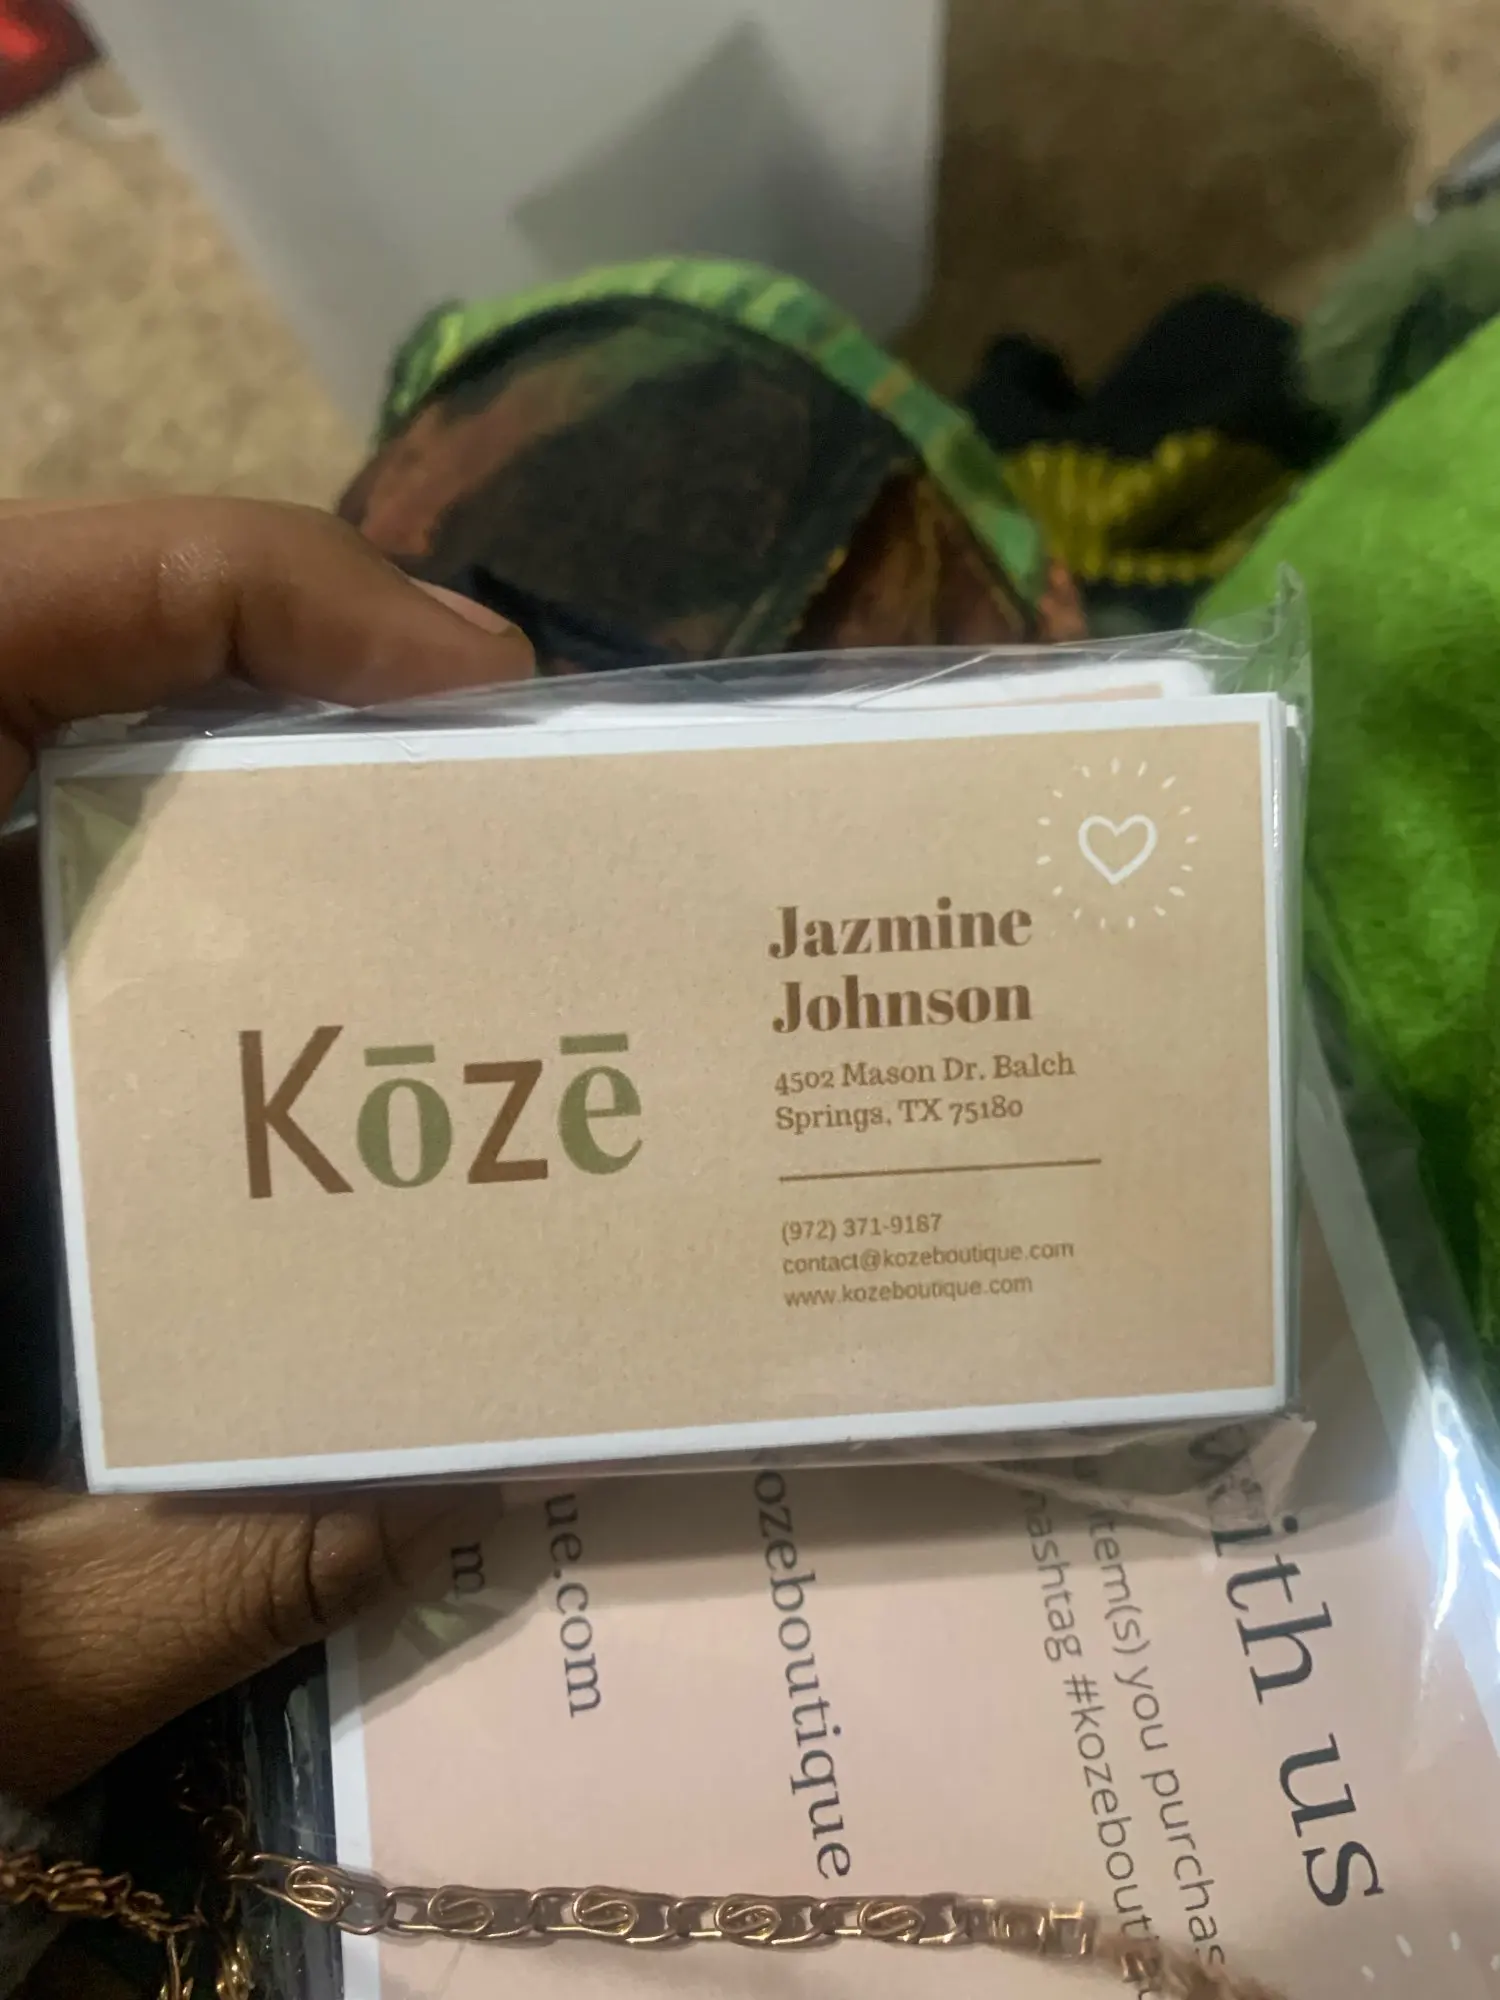 Kōzē
Jazmine
Johnson
4502 Mason Dr. Balch
Springs, TX 75180
(972) 371-9187
contact@kozeboutique.com
www.kozeboutique.com
ith us
item(s) you purchas
hashtag #kozebouti
ozeboutique
ue.com
m